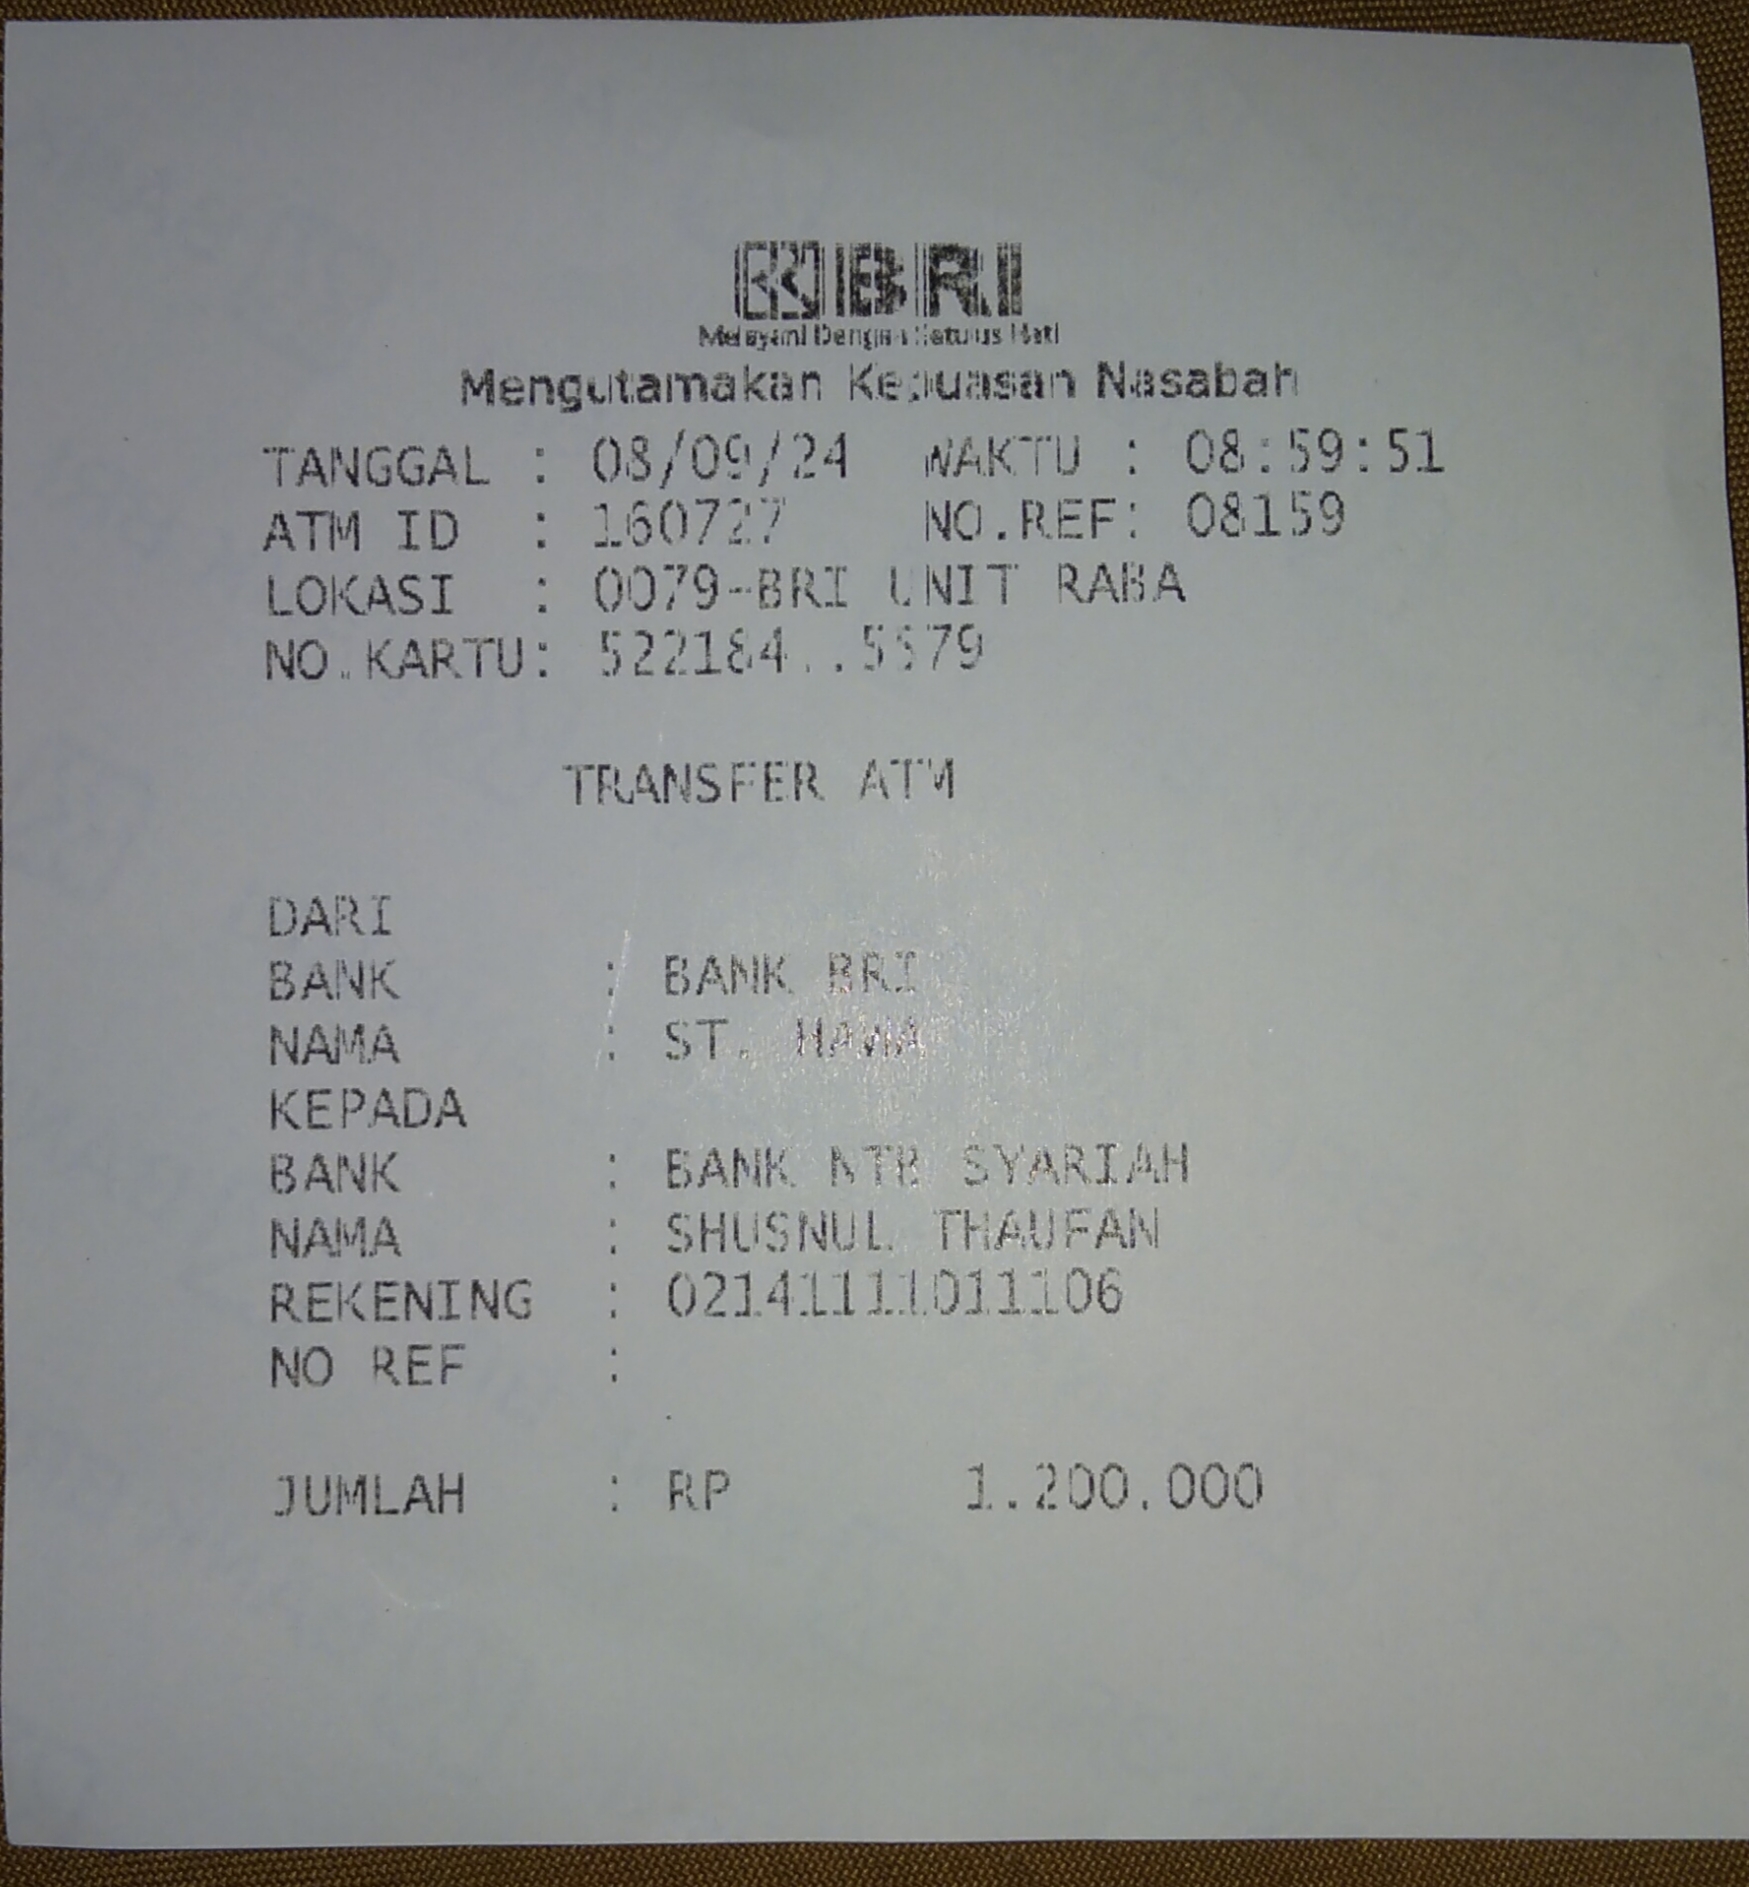 BRI
Melayani Dengan Setulus Hati
Mengutamakan Kepuasan Nasabah
TANGGAL : 08/09/24 WAKTU : 08:59:51
ATM ID : 160727 NO.REF: 08159
LOKASI : 0079-BRI UNIT RABA
NO.KARTU: 522184..5579
TRANSFER ATM
DARI
BANK : BANK BRI
NAMA : ST. HAWA
KEPADA
BANK : BANK NTB SYARIAH
NAMA : SHUSNUL THAUFAN
REKENING : 02141111011106
NO REF :
JUMLAH : RP 1.200.000